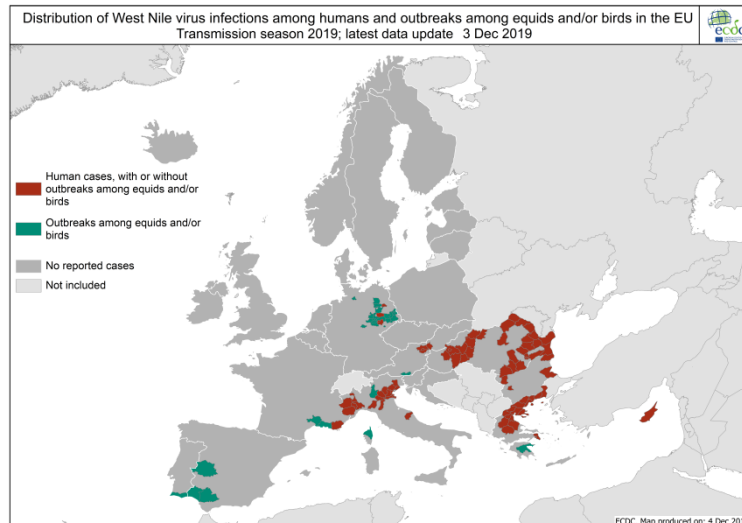 Distribution of West Nile virus infections among humans and outbreaks among equids and/or birds in the EU
Transmission season 2019; latest data update 3 Dec 2019
ecdc
Human cases, with or without
outbreaks among equids and/or
birds
Outbreaks among equids and/or
birds
No reported cases
Not included
ECDC. Map produced on: 4 Dec 201